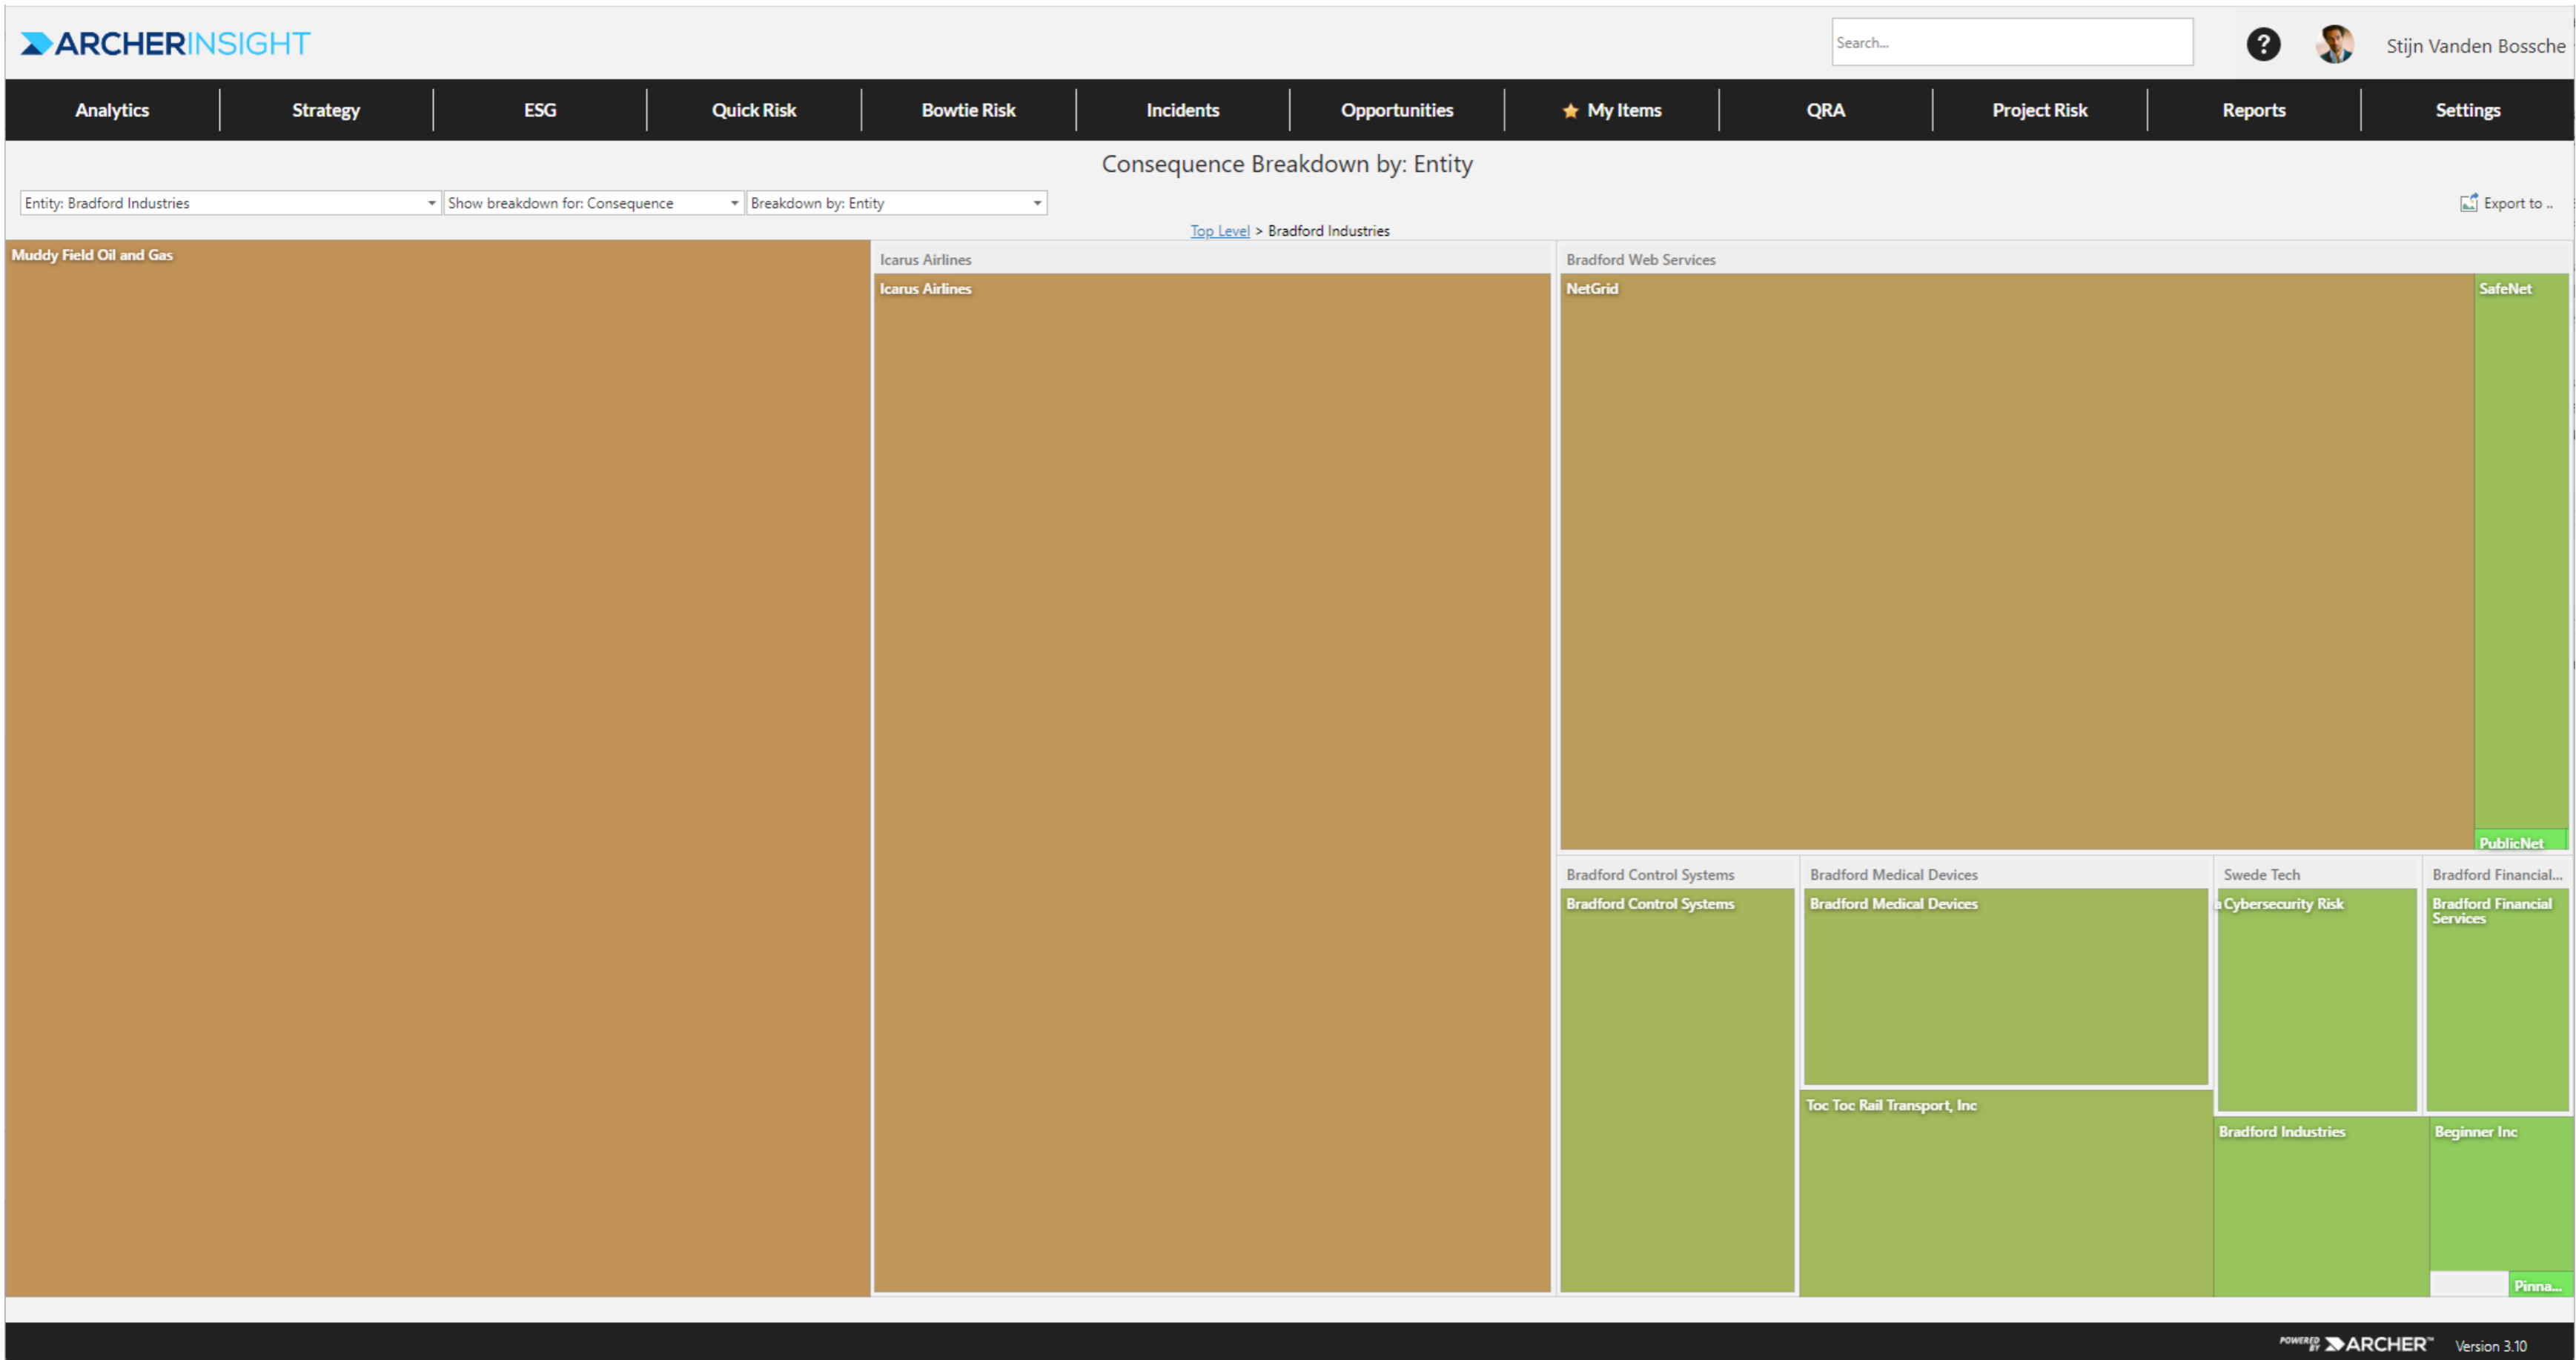 ARCHERINSIGHT
Search...
?
Stijn Vanden Bossche
Analytics
Strategy
ESG
Quick Risk
Bowtie Risk
Incidents
Opportunities
My Items
QRA
Project Risk
Reports
Settings
Consequence Breakdown by: Entity
Entity: Bradford Industries
Show breakdown for: Consequence
Breakdown by: Entity
Export to ..
Top Level > Bradford Industries
Muddy Field Oil and Gas
Icarus Airlines
Icarus Airlines
Bradford Web Services
NetGrid
SafeNet
PublicNet
Bradford Control Systems
Bradford Control Systems
Bradford Medical Devices
Bradford Medical Devices
Toc Toc Rail Transport, Inc
Swede Tech
a Cybersecurity Risk
Bradford Financial...
Bradford Financial
Services
Bradford Industries
Beginner Inc
Pinna...
POWERED BY ARCHER™
Version 3.10